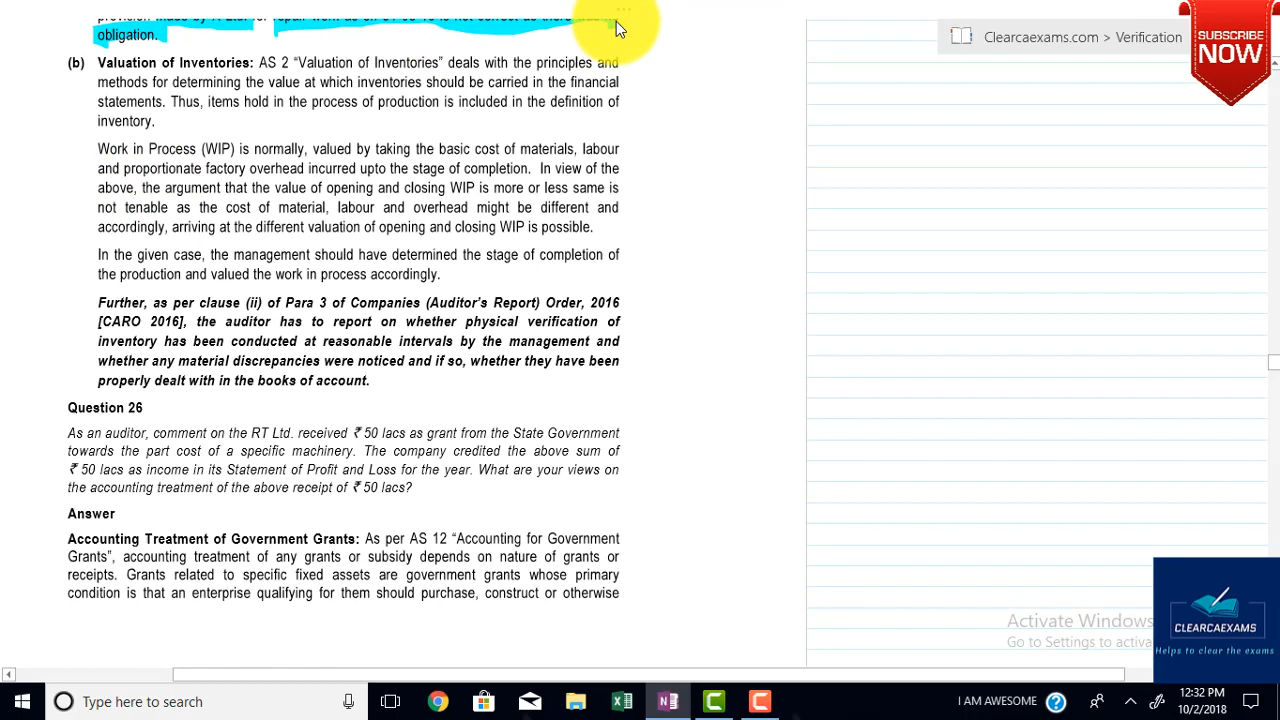 obligation.
(b) Valuation of Inventories: AS 2 “Valuation of Inventories” deals with the principles and
methods for determining the value at which inventories should be carried in the financial
statements. Thus, items hold in the process of production is included in the definition of
inventory.
Work in Process (WIP) is normally, valued by taking the basic cost of materials, labour
and proportionate factory overhead incurred upto the stage of completion. In view of the
above, the argument that the value of opening and closing WIP is more or less same is
not tenable as the cost of material, labour and overhead might be different and
accordingly, arriving at the different valuation of opening and closing WIP is possible.
In the given case, the management should have determined the stage of completion of
the production and valued the work in process accordingly.
Further, as per clause (ii) of Para 3 of Companies (Auditor’s Report) Order, 2016
[CARO 2016], the auditor has to report on whether physical verification of
inventory has been conducted at reasonable intervals by the management and
whether any material discrepancies were noticed and if so, whether they have been
properly dealt with in the books of account.
Question 26
As an auditor, comment on the RT Ltd. received ₹ 50 lacs as grant from the State Government
towards the part cost of a specific machinery. The company credited the above sum of
₹ 50 lacs as income in its Statement of Profit and Loss for the year. What are your views on
the accounting treatment of the above receipt of ₹ 50 lacs?
Answer
Accounting Treatment of Government Grants: As per AS 12 “Accounting for Government
Grants”, accounting treatment of any grants or subsidy depends on nature of grants or
receipts. Grants related to specific fixed assets are government grants whose primary
condition is that an enterprise qualifying for them should purchase, construct or otherwise
Clearcaexams.com > Verification
SUBSCRIBE
NOW
Activate Windows
Go to Settings to activa
CLEARCAEXAMS
Helps to clear the exams
Type here to search
I AM AWESOME
12:32 PM
10/2/2018